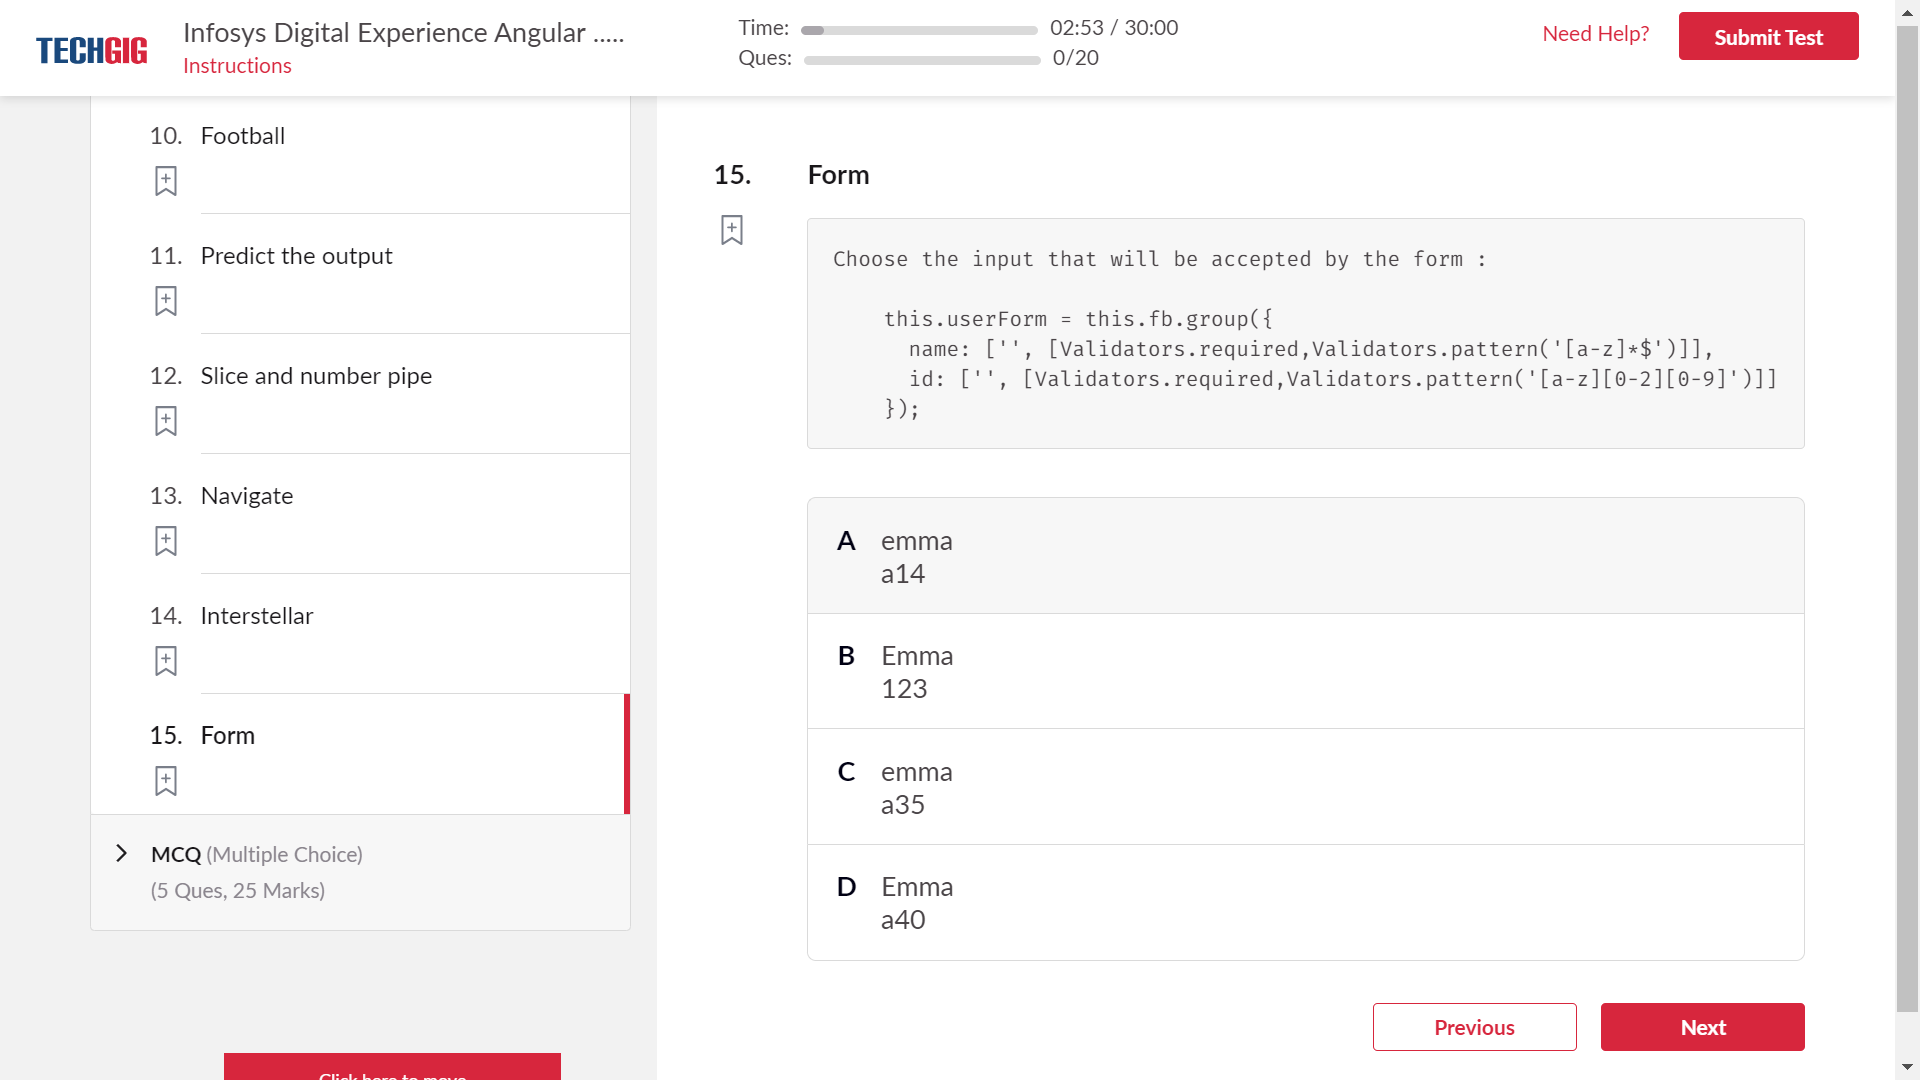 TECHGIG
Infosys Digital Experience Angular .....
Instructions
Time: 02:53 / 30:00
Ques: 0/20
Need Help?
Submit Test
10. Football
11. Predict the output
12. Slice and number pipe
13. Navigate
14. Interstellar
15. Form
MCQ (Multiple Choice)
(5 Ques, 25 Marks)
Click here to move
15. Form
Choose the input that will be accepted by the form :
this.userForm = this.fb.group({
name: ['', [Validators.required,Validators.pattern('[a-z]*$')]],
id: ['', [Validators.required,Validators.pattern('[a-z][0-2][0-9]')]]
});
A emma
a14
B Emma
123
C emma
a35
D Emma
a40
Previous
Next